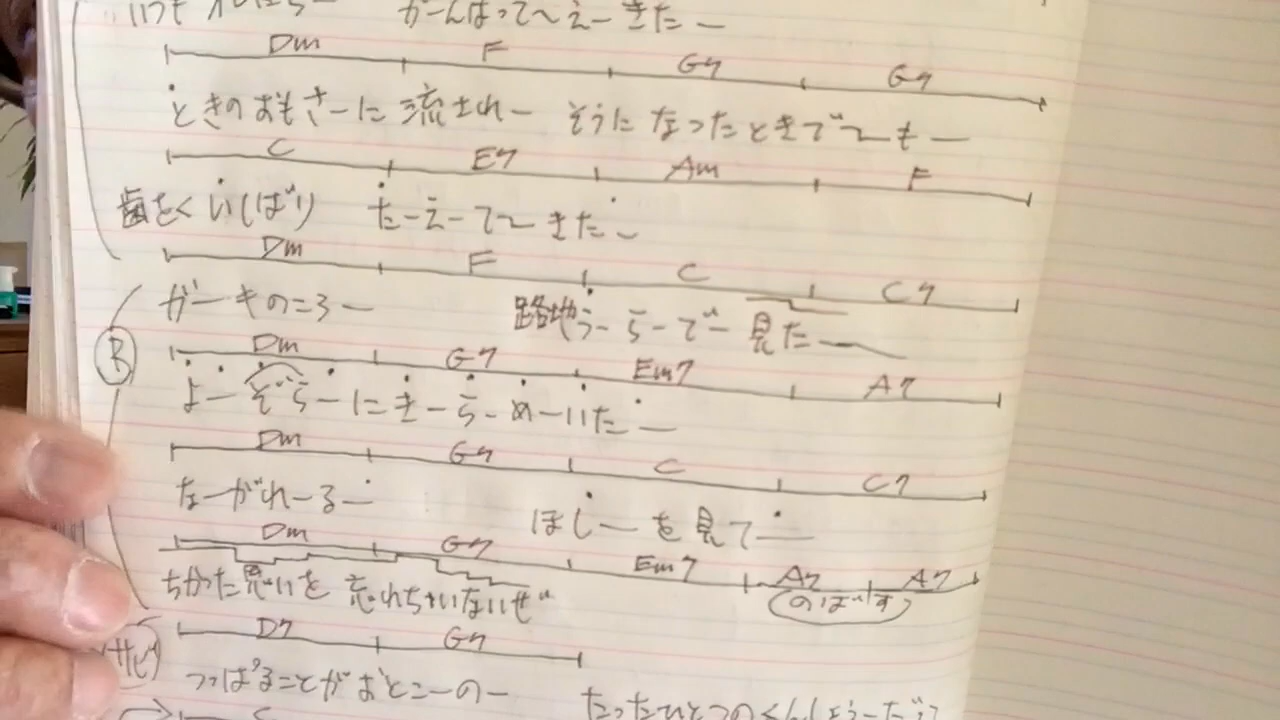 がーんばって〜えーきたー
Dm F G7 G7
ときのおもさーに流されー そうになったときで〜もー
C E7 Am F
歯をくいしばり たーえーて〜きたー
Dm F C C7
がーきのころー 路地うーらーでー見たー
B
Dm G7 Em7 A7
よーぞらーにきーらーめーいたー
Dm G7 C C7
ながれーるー ほしーを見てー
Dm G7 Em7 A7 A7
ちかった思いを 忘れちゃいないぜ (のばす)
サビ
D7 G7
つっぱることがおとこーのー たったひとつのくんしょうーだって
C